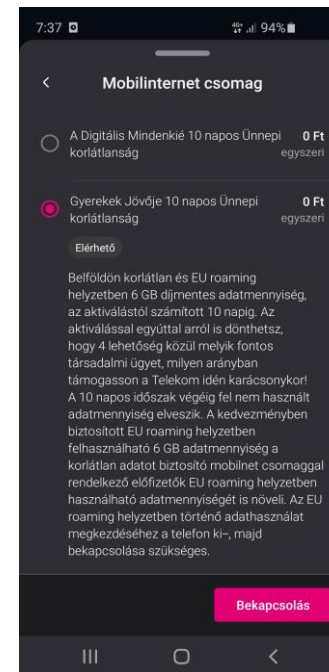 7:37 94%
Mobilinternet csomag
A Digitális Mindenkié 10 napos Ünnepi 0 Ft
korlátlanság egyszeri
Gyerekek Jövője 10 napos Ünnepi 0 Ft
korlátlanság egyszeri
Elérhető
Belföldön korlátlan és EU roaming
helyzetben 6 GB díjmentes adatmennyiség,
az aktiválástól számított 10 napig. Az
aktiválással egyúttal arról is dönthetsz,
hogy 4 lehetőség közül melyik fontos
társadalmi ügyet, milyen arányban
támogasson a Telekom idén karácsonykor!
A 10 napos időszak végéig fel nem használt
adatmennyiség elveszik. A kedvezményben
biztosított EU roaming helyzetben
felhasználható 6 GB adatmennyiség a
korlátlan adatot biztosító mobilnet csomaggal
rendelkező előfizetők EU roaming helyzetben
használható adatmennyiségét is növeli. Az EU
roaming helyzetben történő adathasználat
megkezdéséhez a telefon ki-, majd
bekapcsolása szükséges.
Bekapcsolás